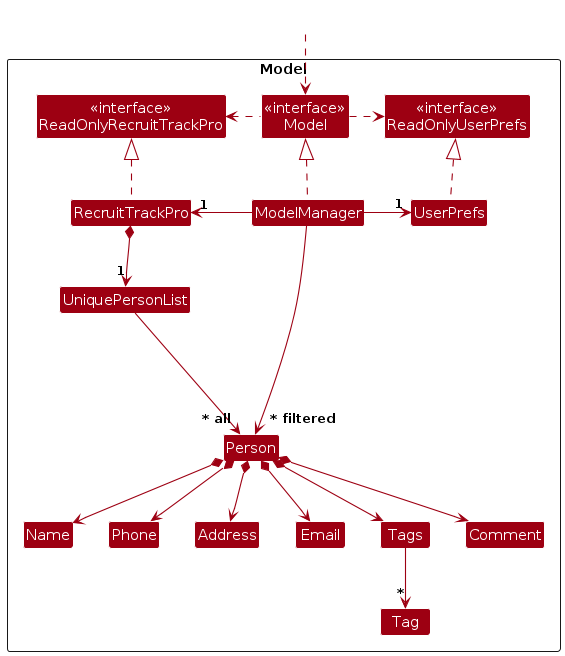 Model
«interface»
ReadOnlyRecruitTrackPro
«interface»
Model
«interface»
ReadOnlyUserPrefs
RecruitTrackPro
1
ModelManager
1
UserPrefs
1
UniquePersonList
* all
* filtered
Person
Name
Phone
Address
Email
Tags
Comment
*
Tag